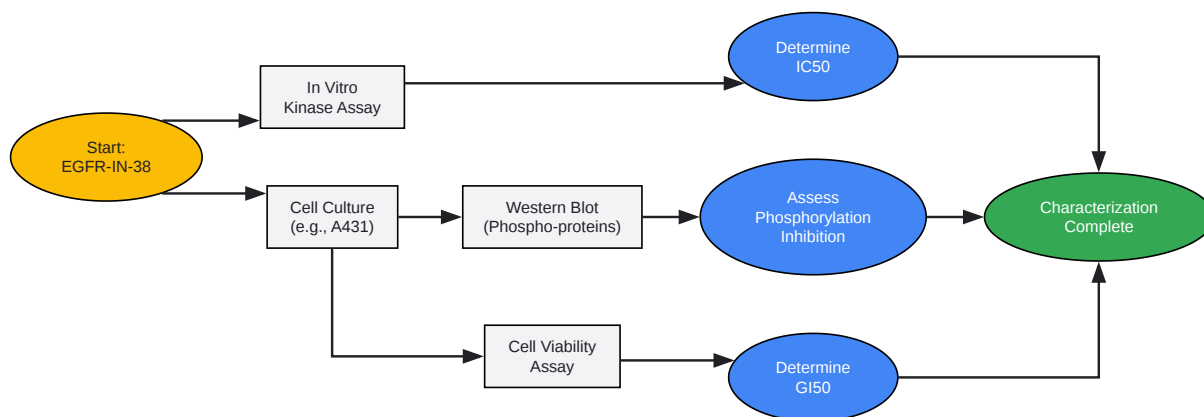 Determine
IC50
In Vitro
Kinase Assay
Start:
EGFR-IN-38
Cell Culture
(e.g., A431)
Western Blot
(Phospho-proteins)
Assess
Phosphorylation
Inhibition
Characterization
Complete
Cell Viability
Assay
Determine
GI50